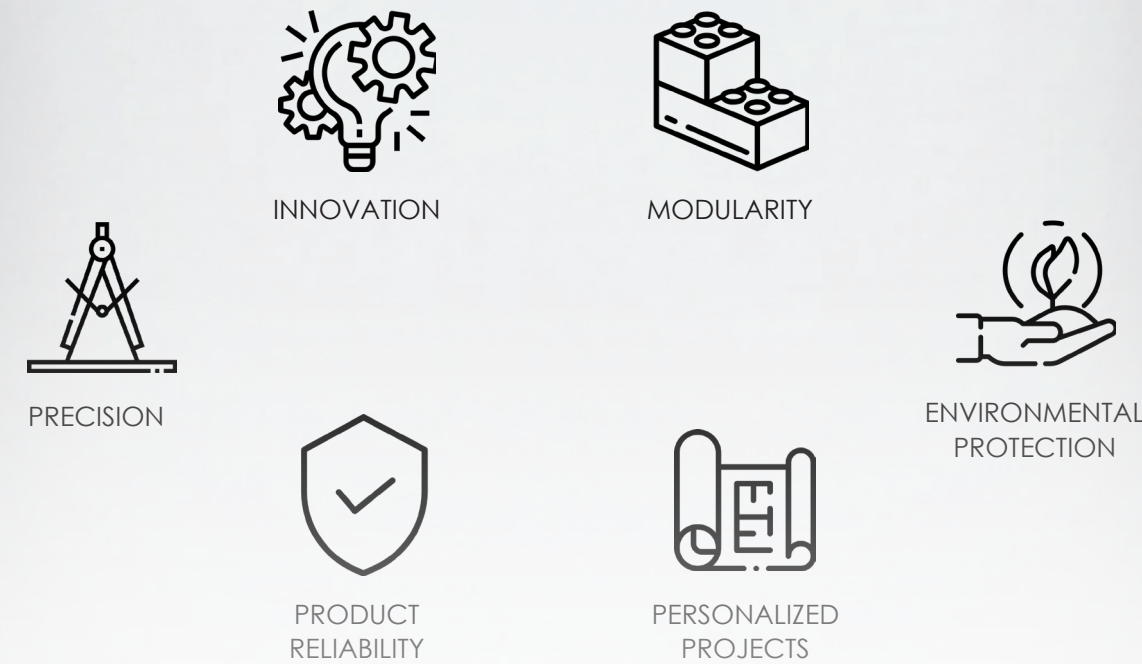 INNOVATION
MODULARITY
PRECISION
ENVIRONMENTAL
PROTECTION
PRODUCT
RELIABILITY
PERSONALIZED
PROJECTS